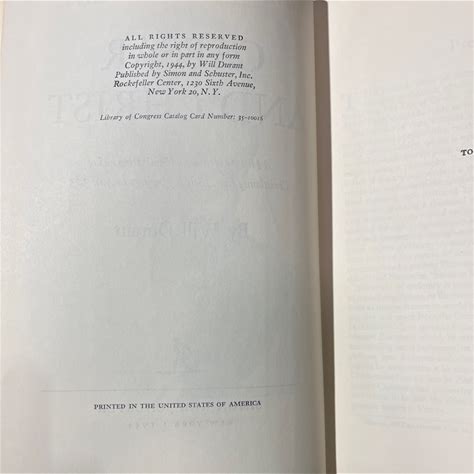 ALL RIGHTS RESERVED
including the right of reproduction
in whole or in part in any form
Copyright, 1944, by Will Durant
Published by Simon and Schuster, Inc.
Rockefeller Center, 1230 Sixth Avenue,
New York 20, N. Y.
Library of Congress Catalog Card Number: 35-10016
PRINTED IN THE UNITED STATES OF AMERICA
TO